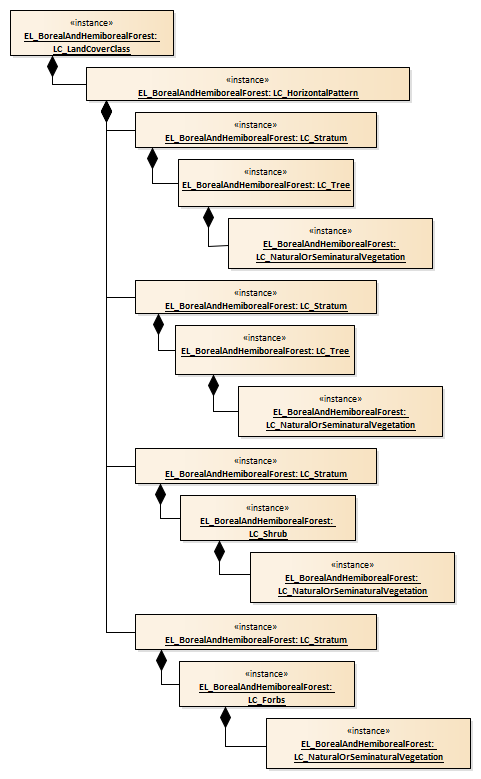 «instance»
EL_BorealAndHemiborealForest:
LC_LandCoverClass
«instance»
EL_BorealAndHemiborealForest: LC_HorizontalPattern
«instance»
EL_BorealAndHemiborealForest: LC_Stratum
«instance»
EL_BorealAndHemiborealForest: LC_Tree
«instance»
EL_BorealAndHemiborealForest:
LC_NaturalOrSeminaturalVegetation
«instance»
EL_BorealAndHemiborealForest: LC_Stratum
«instance»
EL_BorealAndHemiborealForest: LC_Tree
«instance»
EL_BorealAndHemiborealForest:
LC_NaturalOrSeminaturalVegetation
«instance»
EL_BorealAndHemiborealForest: LC_Stratum
«instance»
EL_BorealAndHemiborealForest:
LC_Shrub
«instance»
EL_BorealAndHemiborealForest:
LC_NaturalOrSeminaturalVegetation
«instance»
EL_BorealAndHemiborealForest: LC_Stratum
«instance»
EL_BorealAndHemiborealForest:
LC_Forbs
«instance»
EL_BorealAndHemiborealForest:
LC_NaturalOrSeminaturalVegetation